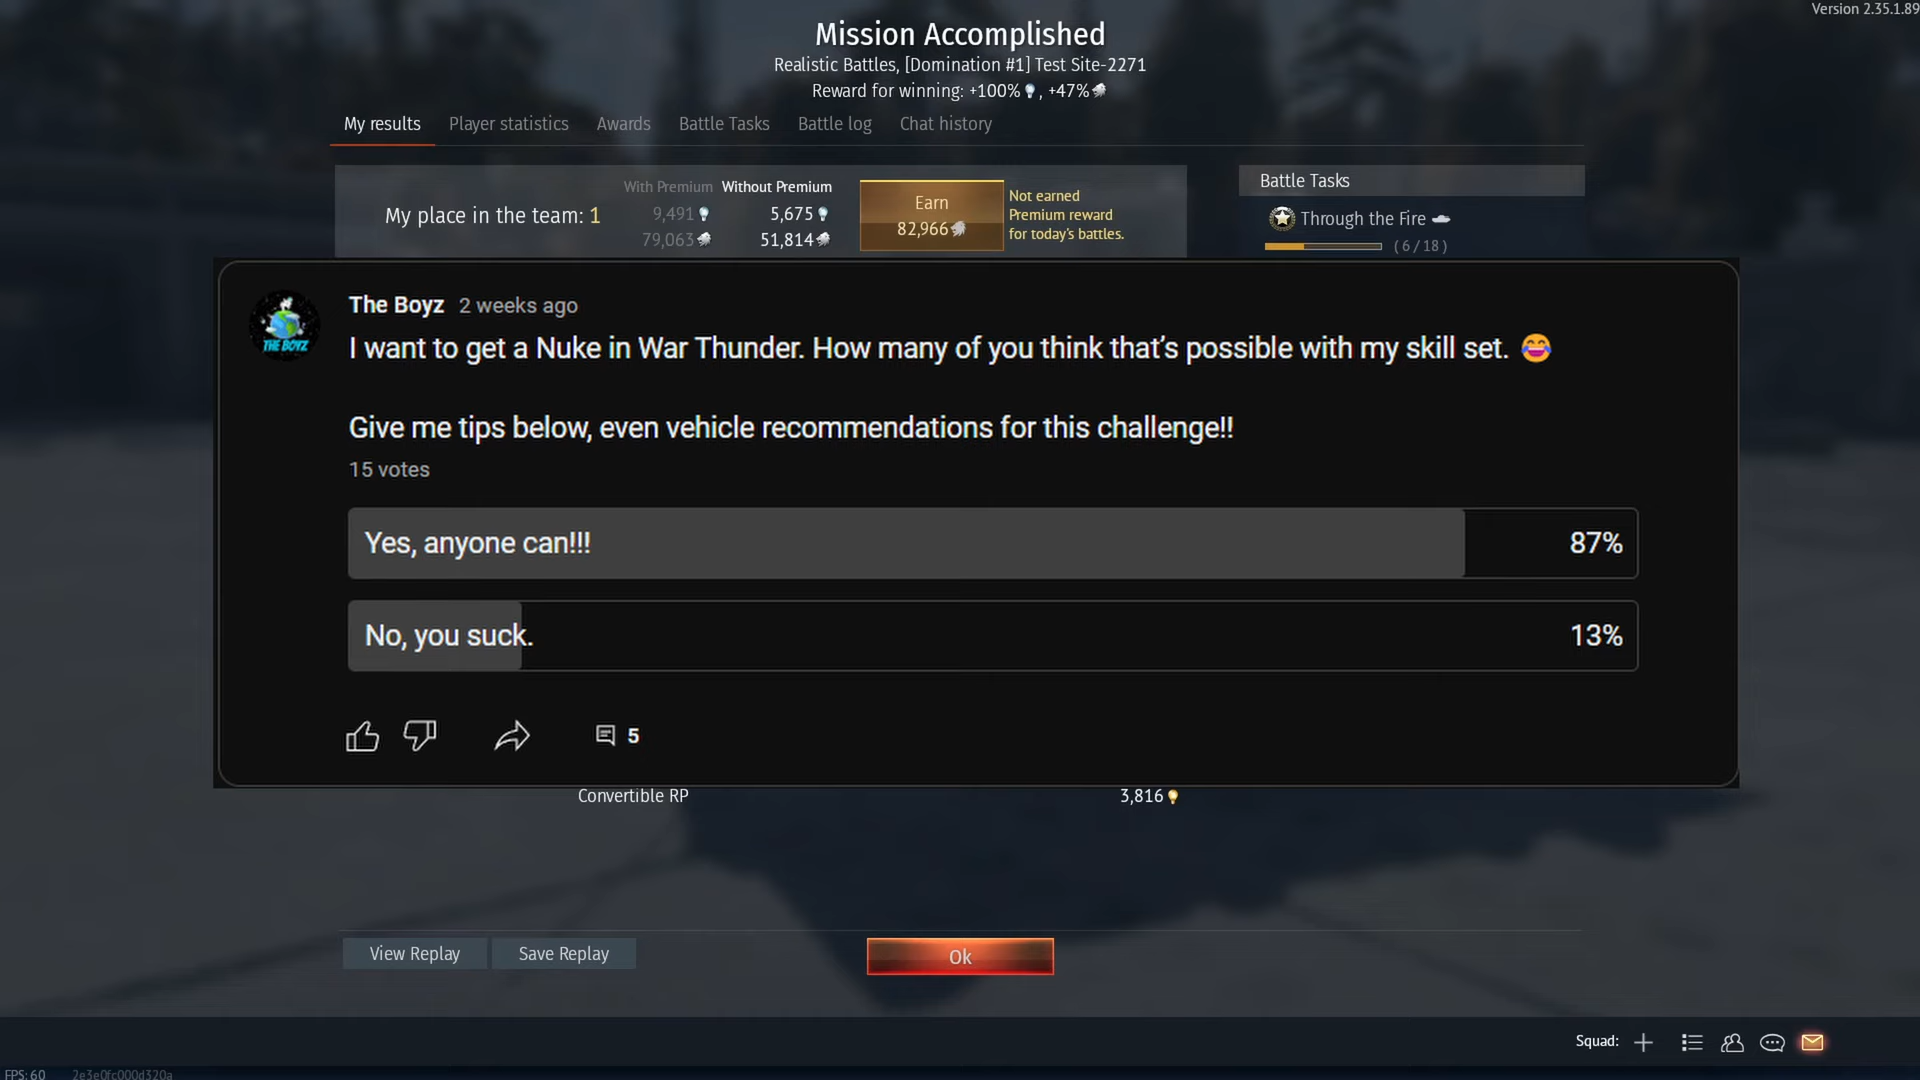 Version 2.35.1.89
Mission Accomplished
Realistic Battles, [Domination #1] Test Site-2271
Reward for winning: +100%, +47%
My results Player statistics Awards Battle Tasks Battle log Chat history
With Premium Without Premium
My place in the team: 1
9,491 5,675
79,063 51,814
Earn
82,966
Not earned
Premium reward
for today's battles.
Battle Tasks
Through the Fire
( 6 / 18 )
The Boyz 2 weeks ago
THE BOYZ
I want to get a Nuke in War Thunder. How many of you think that’s possible with my skill set. 😂
Give me tips below, even vehicle recommendations for this challenge!!
15 votes
Yes, anyone can!!! 87%
No, you suck. 13%
5
Convertible RP 3,816
View Replay Save Replay Ok
Squad:
FPS: 60 2e3e0fc000d320a